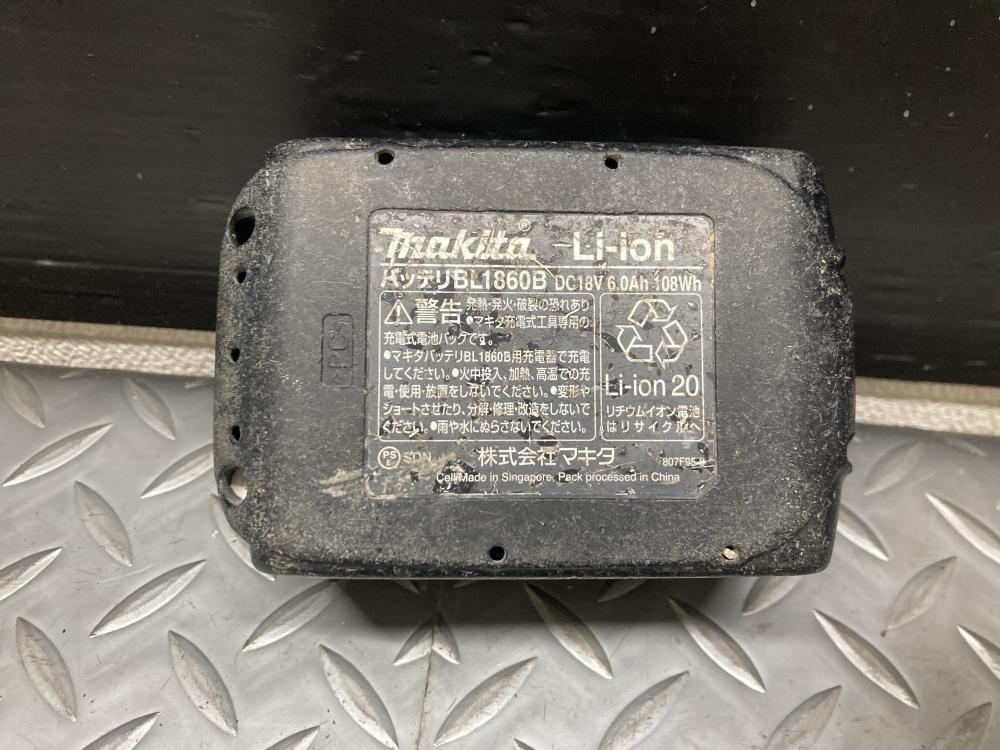 makita® Li-ion
バッテリBL1860B DC18V 6.0Ah 108Wh
警告 発熱・発火・破裂の恐れあり
●マキタ充電式工具専用の
充電式電池パックです。
●マキタバッテリBL1860B用充電器で充電
してください。●火中投入、加熱、高温での充
電・使用・放置をしないでください。●変形や
ショートさせたり、分解・修理・改造をしないで
ください。●雨や水にぬらさないでください。
Li-ion 20
リチウムイオン電池
はリサイクルへ
PS E SDN 株式会社マキタ 807F95-9
Cell Made in Singapore, Pack processed in China